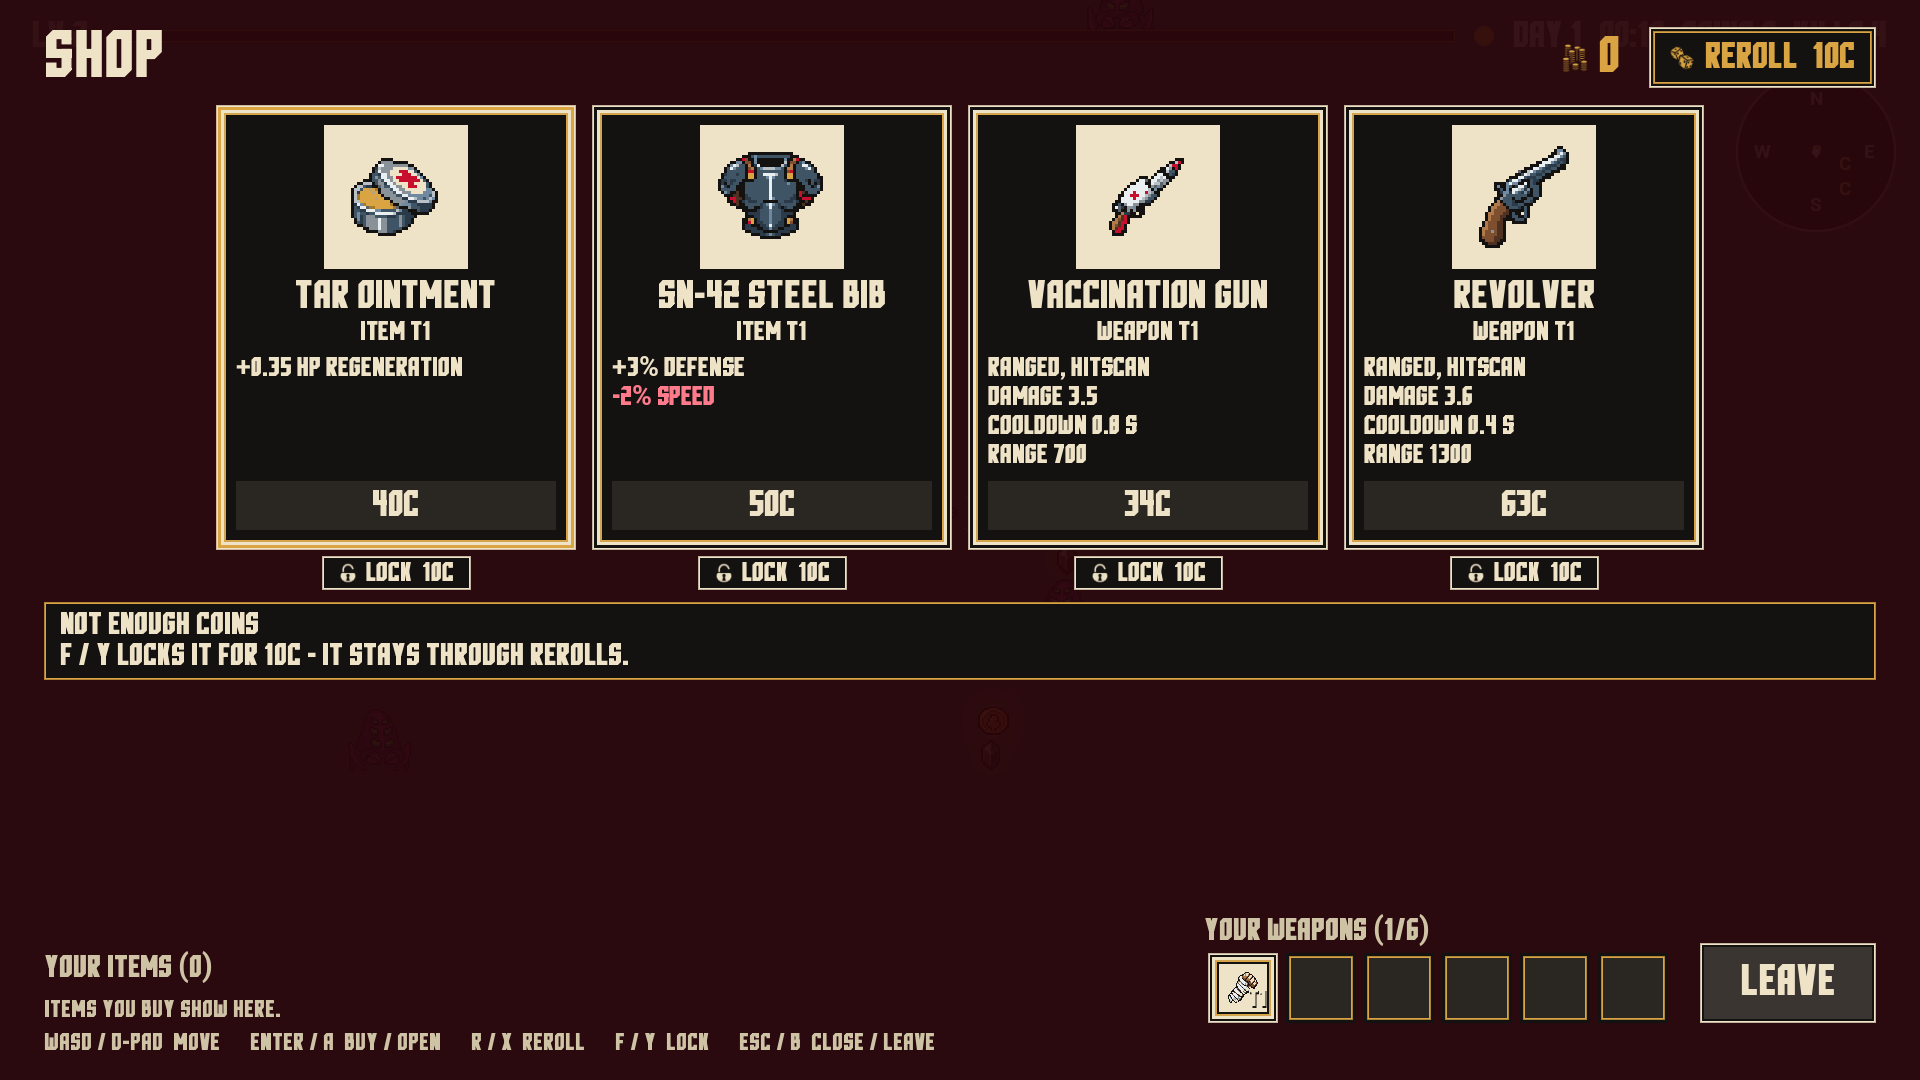 SHOP
0
REROLL 10C
TAR OINTMENT
ITEM T1
+0.35 HP REGENERATION
40C
LOCK 10C
SN-42 STEEL BIB
ITEM T1
+3% DEFENSE
-2% SPEED
50C
LOCK 10C
VACCINATION GUN
WEAPON T1
RANGED, HITSCAN
DAMAGE 3.5
COOLDOWN 0.8 S
RANGE 700
34C
LOCK 10C
REVOLVER
WEAPON T1
RANGED, HITSCAN
DAMAGE 3.6
COOLDOWN 0.4 S
RANGE 1300
63C
LOCK 10C
N
W E
C
C
S
NOT ENOUGH COINS
F / Y LOCKS IT FOR 10C - IT STAYS THROUGH REROLLS.
YOUR ITEMS (0)
ITEMS YOU BUY SHOW HERE.
WASD / D-PAD MOVE ENTER / A BUY / OPEN R / X REROLL F / Y LOCK ESC / B CLOSE / LEAVE
YOUR WEAPONS (1/6)
T1
LEAVE